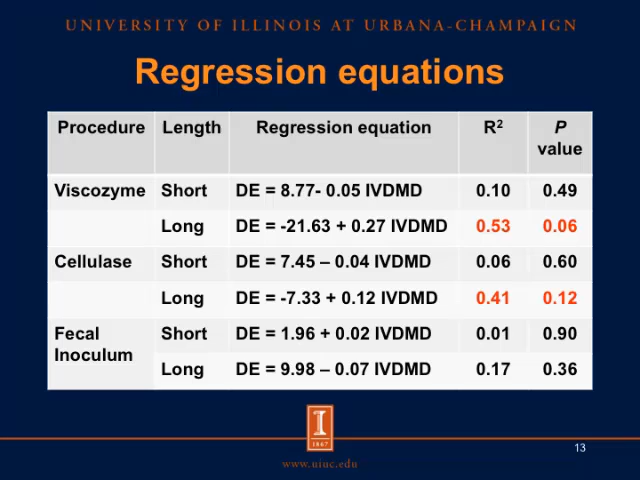 UNIVERSITY OF ILLINOIS AT URBANA-CHAMPAIGN
Regression equations
Procedure Length Regression equation R² P value
Viscozyme Short DE = 8.77- 0.05 IVDMD 0.10 0.49
Long DE = -21.63 + 0.27 IVDMD 0.53 0.06
Cellulase Short DE = 7.45 – 0.04 IVDMD 0.06 0.60
Long DE = -7.33 + 0.12 IVDMD 0.41 0.12
Fecal Inoculum Short DE = 1.96 + 0.02 IVDMD 0.01 0.90
Long DE = 9.98 – 0.07 IVDMD 0.17 0.36
I
1867
13
www.uiuc.edu